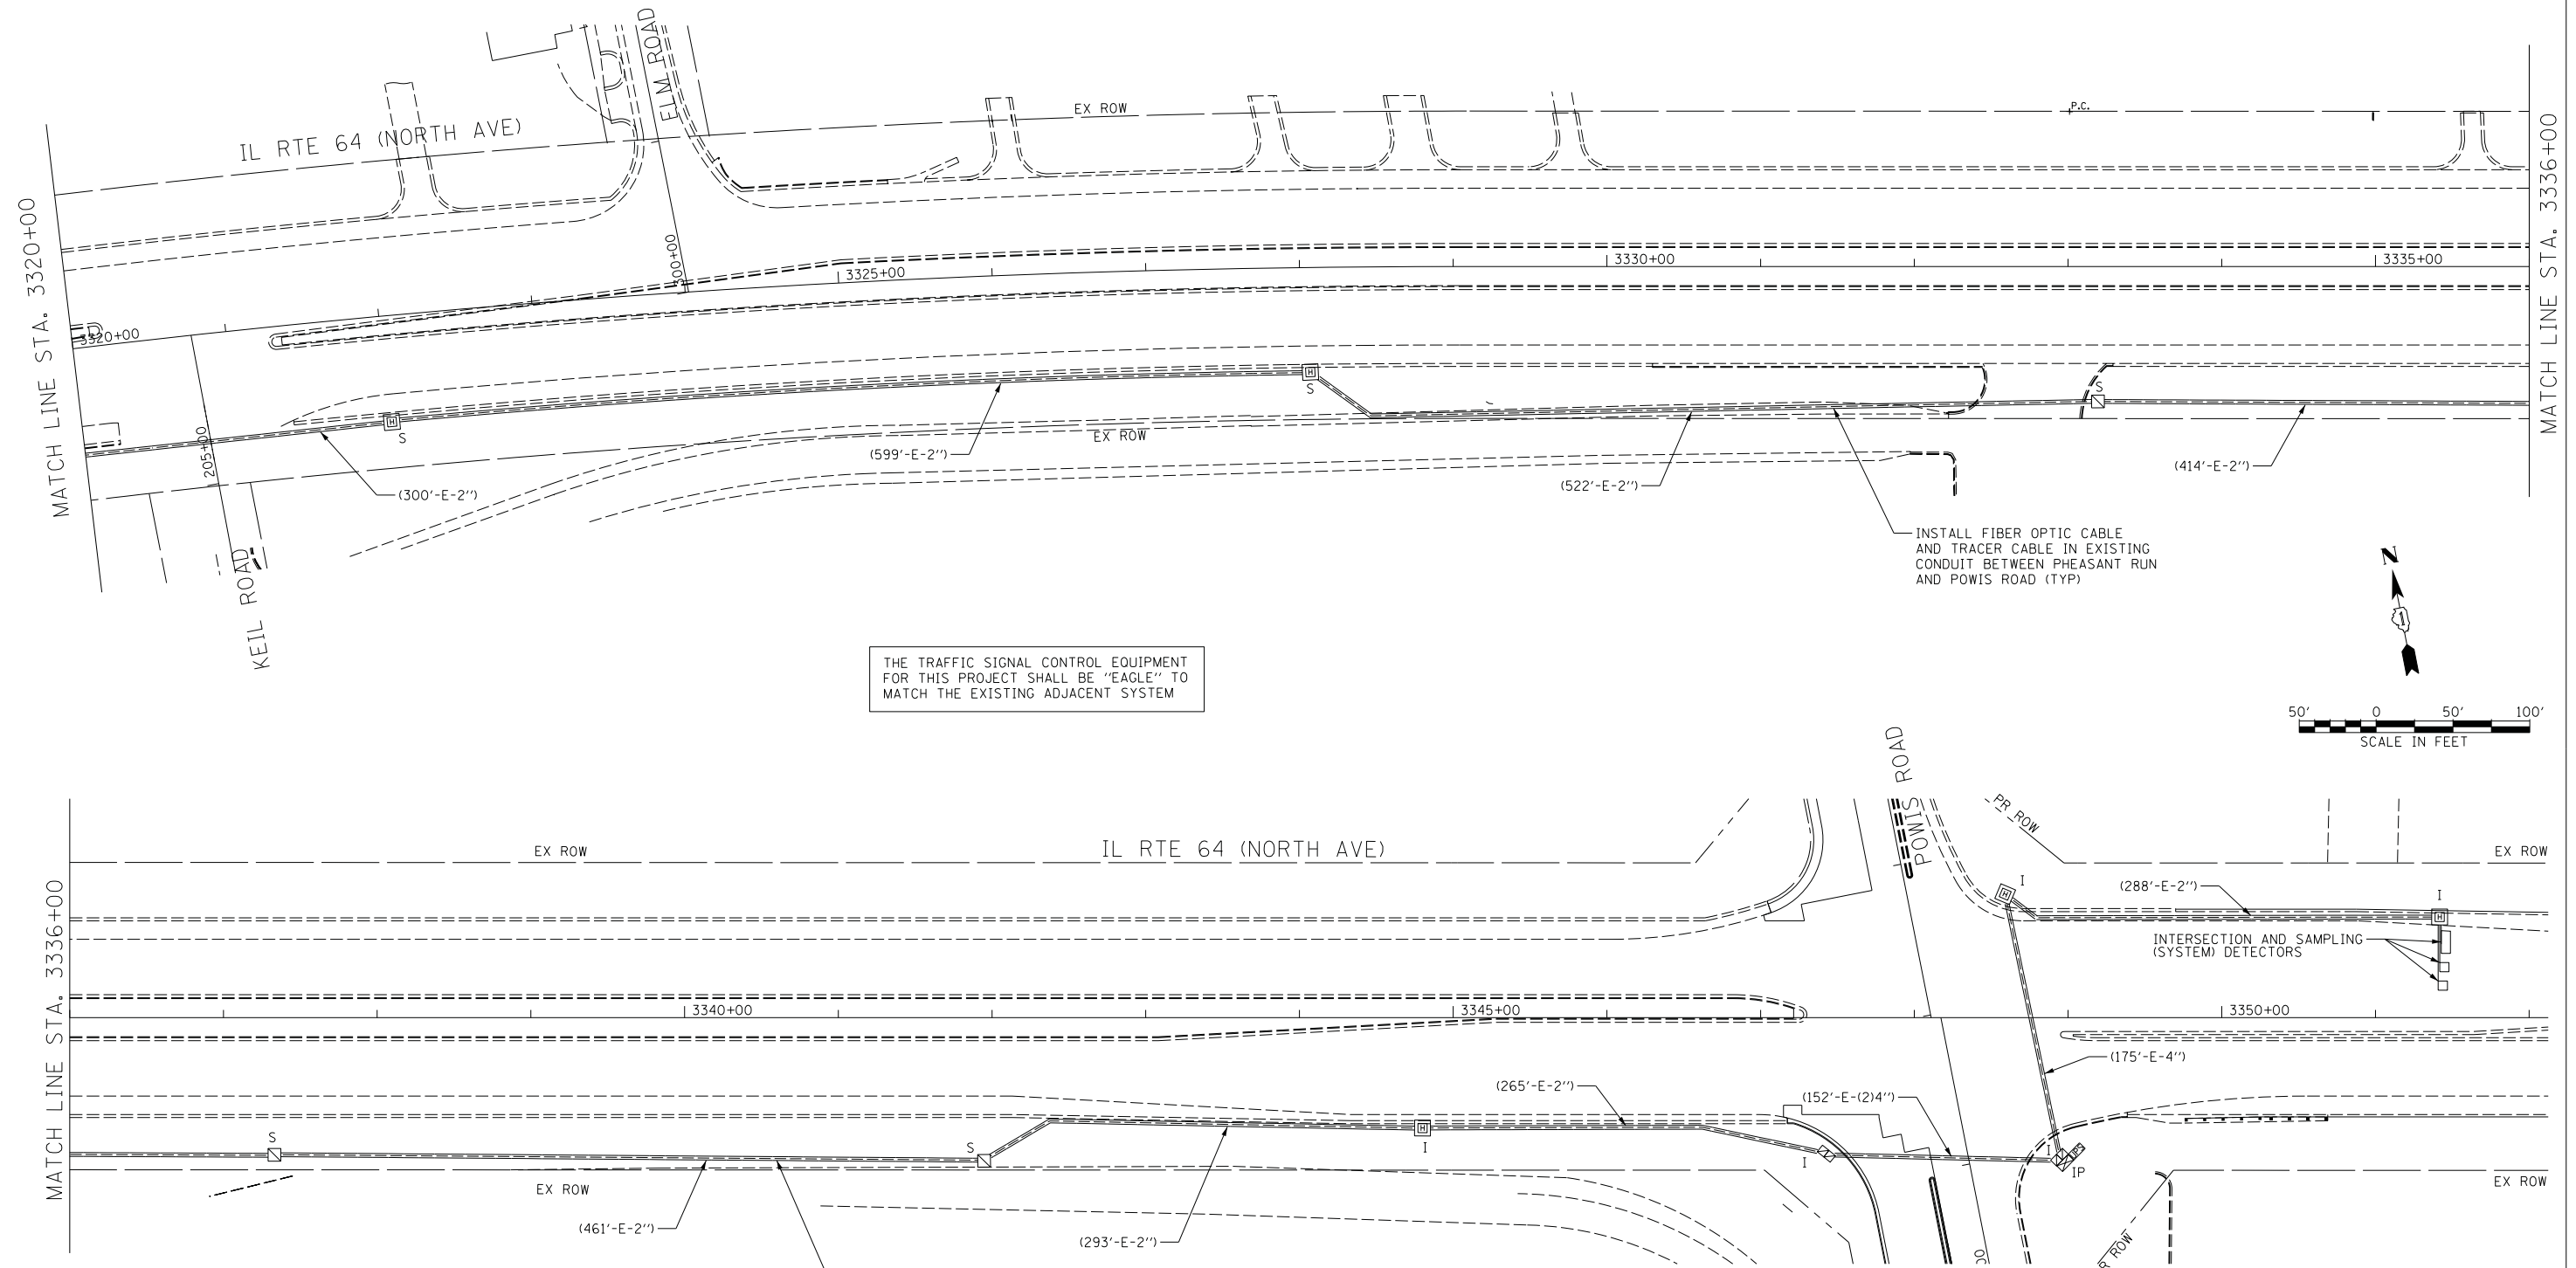 ELM ROAD
IL RTE 64 (NORTH AVE)
EX ROW
P.C.
MATCH LINE STA. 3320+00
MATCH LINE STA. 3336+00
300+00
3320+00
3325+00
3330+00
3335+00
205+00
H
S
H
S
S
EX ROW
(300'-E-2")
(599'-E-2")
(522'-E-2")
(414'-E-2")
KEIL ROAD
INSTALL FIBER OPTIC CABLE
AND TRACER CABLE IN EXISTING
CONDUIT BETWEEN PHEASANT RUN
AND POWIS ROAD (TYP)
N
THE TRAFFIC SIGNAL CONTROL EQUIPMENT
FOR THIS PROJECT SHALL BE "EAGLE" TO
MATCH THE EXISTING ADJACENT SYSTEM
50' 0 50' 100'
SCALE IN FEET
POWIS ROAD
PR ROW
EX ROW
IL RTE 64 (NORTH AVE)
EX ROW
MATCH LINE STA. 3336+00
H
I
(288'-E-2")
I
H
INTERSECTION AND SAMPLING
(SYSTEM) DETECTORS
3340+00
3345+00
3350+00
(175'-E-4")
(265'-E-2")
(152'-E-(2)4")
S
S
H
I
I
I
IP
EX ROW
EX ROW
(461'-E-2")
(293'-E-2")
R ROW
00